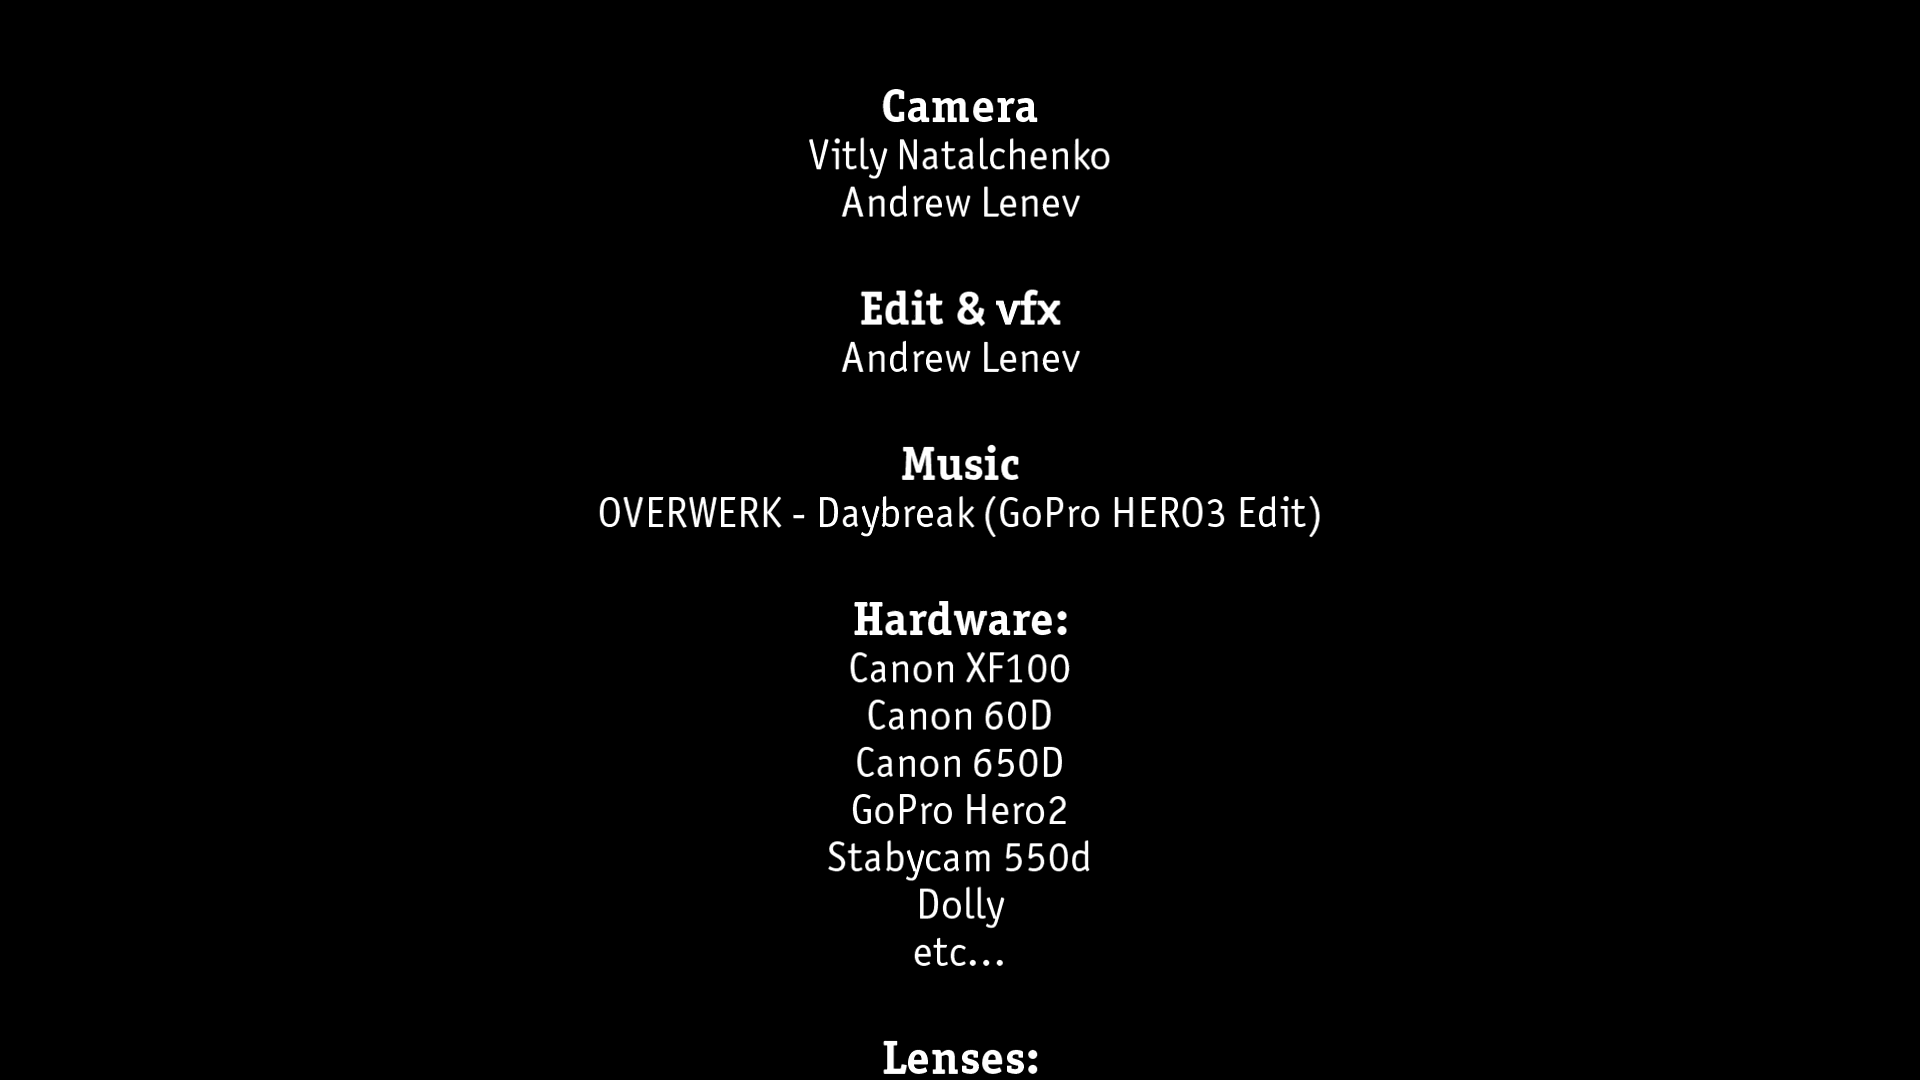 Camera
Vitly Natalchenko
Andrew Lenev
Edit & vfx
Andrew Lenev
Music
OVERWERK - Daybreak (GoPro HERO3 Edit)
Hardware:
Canon XF100
Canon 60D
Canon 650D
GoPro Hero2
Stabycam 550d
Dolly
etc...
Lenses: